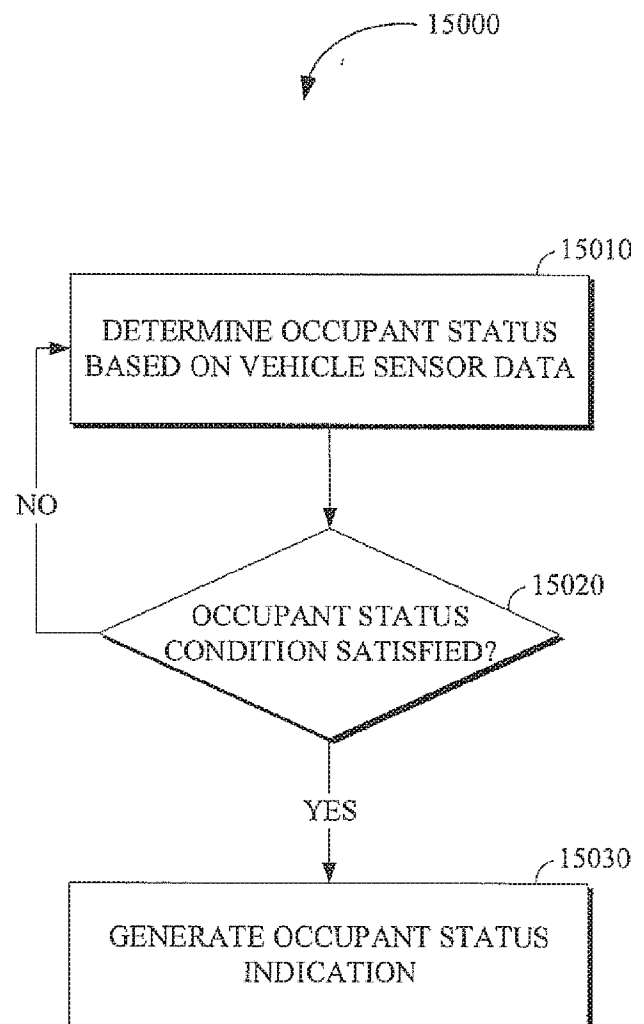 15000
15010
DETERMINE OCCUPANT STATUS
BASED ON VEHICLE SENSOR DATA
NO
15020
OCCUPANT STATUS
CONDITION SATISFIED?
YES
15030
GENERATE OCCUPANT STATUS
INDICATION